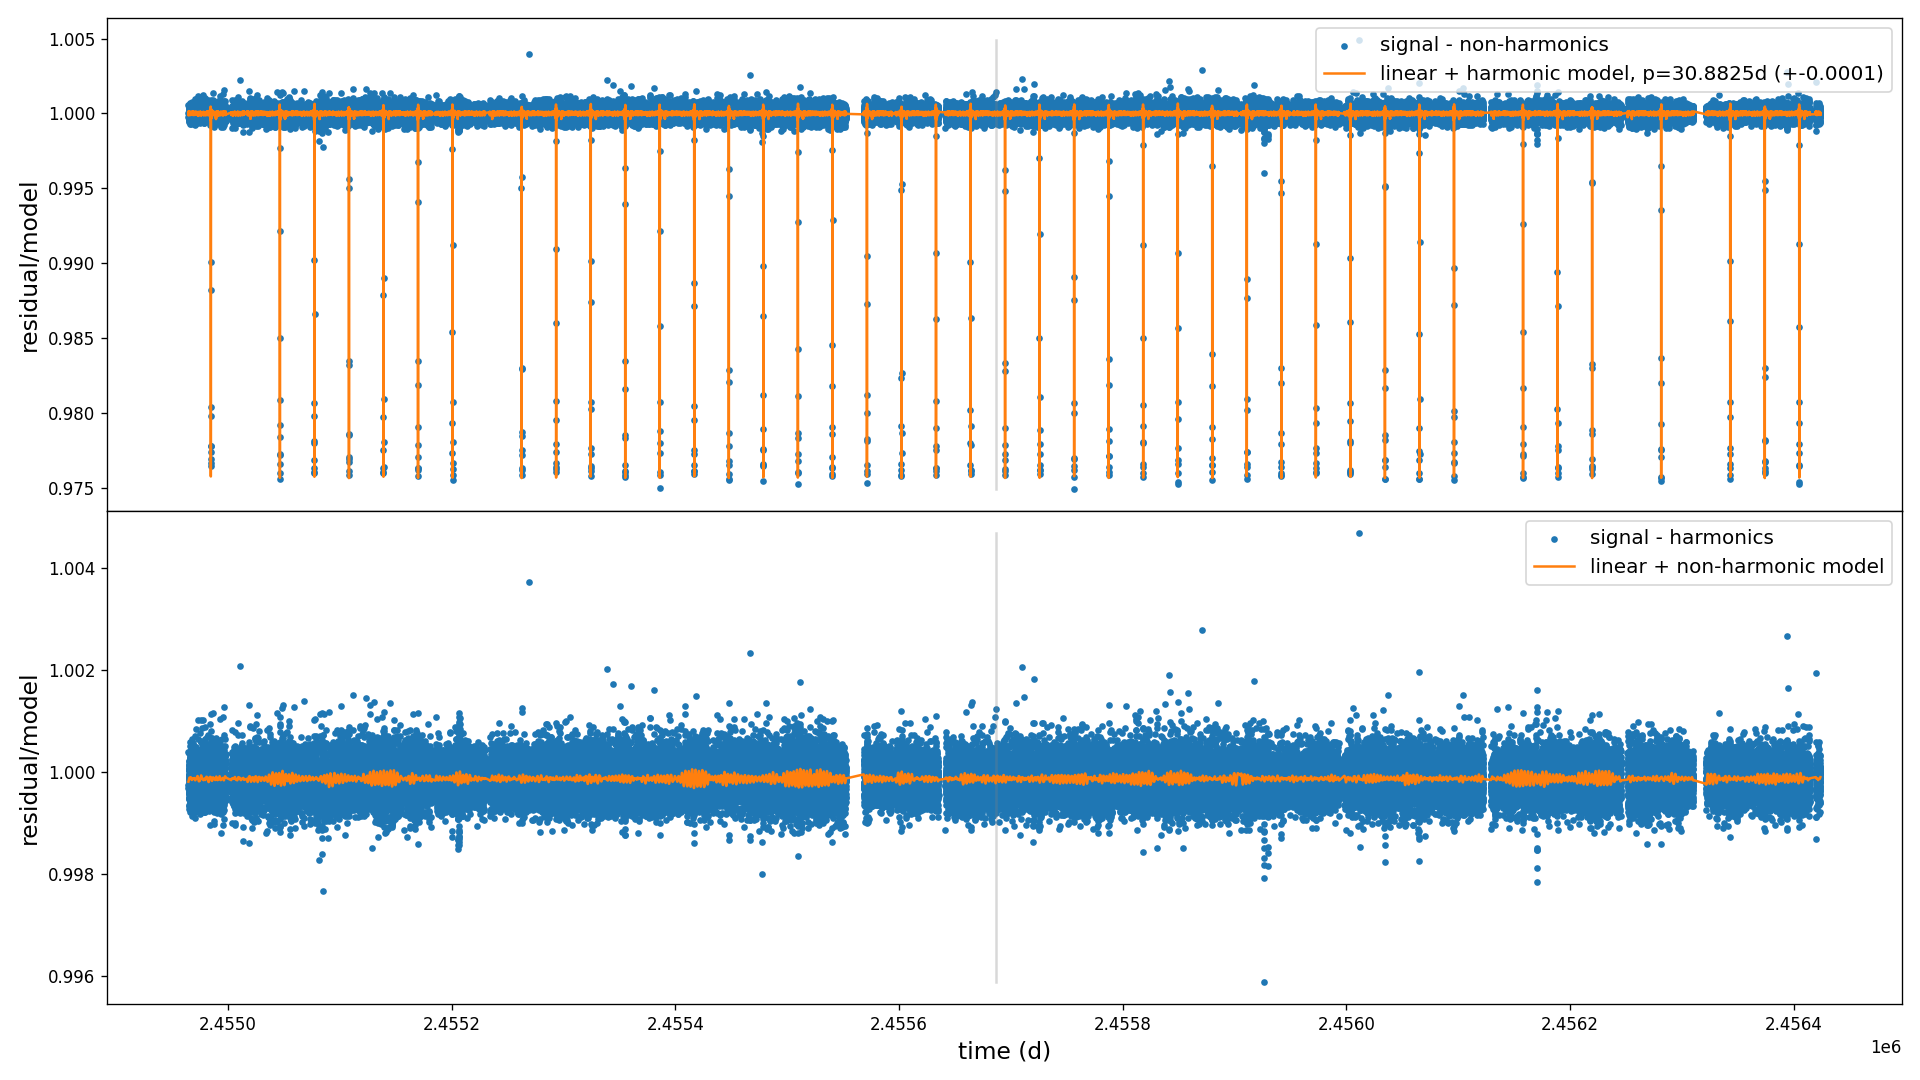 1.005
1.000
0.995
0.990
0.985
0.980
0.975
residual/model
signal - non-harmonics
linear + harmonic model, p=30.8825d (+-0.0001)
1.004
1.002
1.000
0.998
0.996
residual/model
signal - harmonics
linear + non-harmonic model
2.4550
2.4552
2.4554
2.4556
2.4558
2.4560
2.4562
2.4564
time (d)
1e6